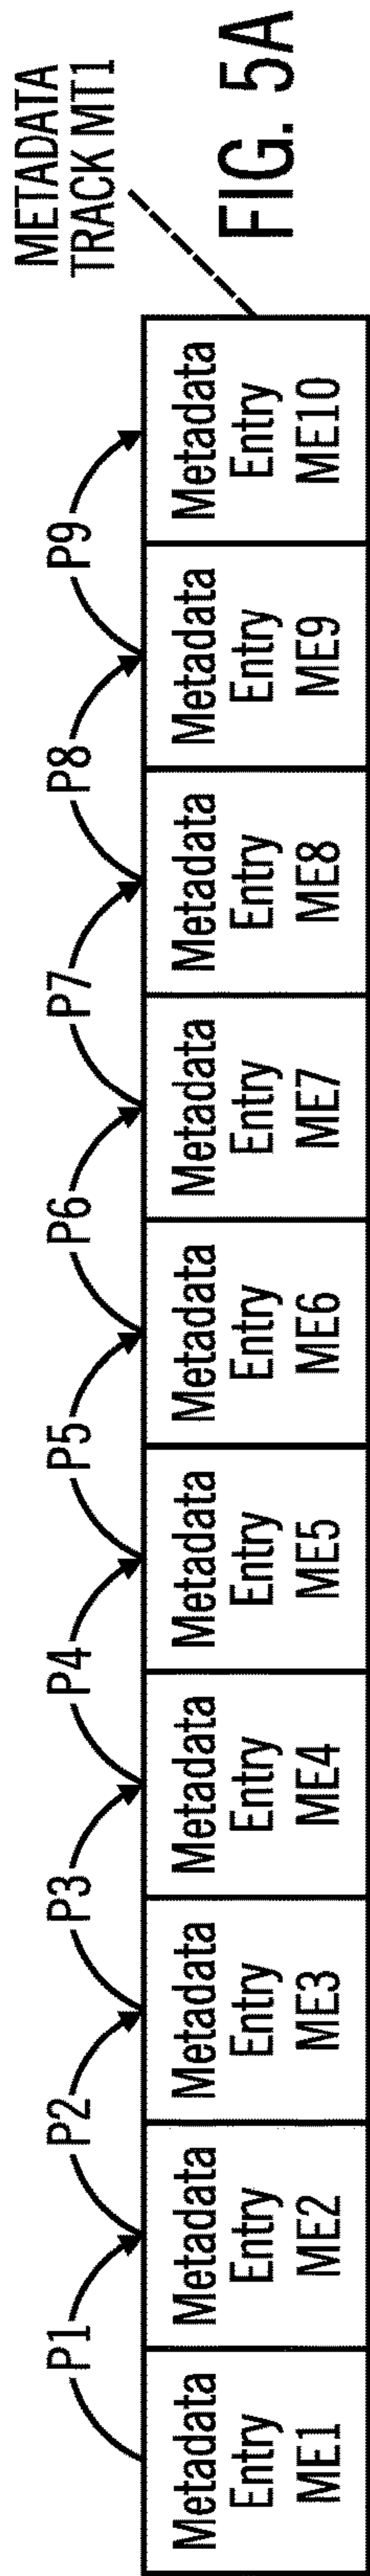 METADATA
TRACK MT1
FIG. 5A
P1
P2
P3
P4
P5
P6
P7
P8
P9
Metadata
Entry
ME1
Metadata
Entry
ME2
Metadata
Entry
ME3
Metadata
Entry
ME4
Metadata
Entry
ME5
Metadata
Entry
ME6
Metadata
Entry
ME7
Metadata
Entry
ME8
Metadata
Entry
ME9
Metadata
Entry
ME10